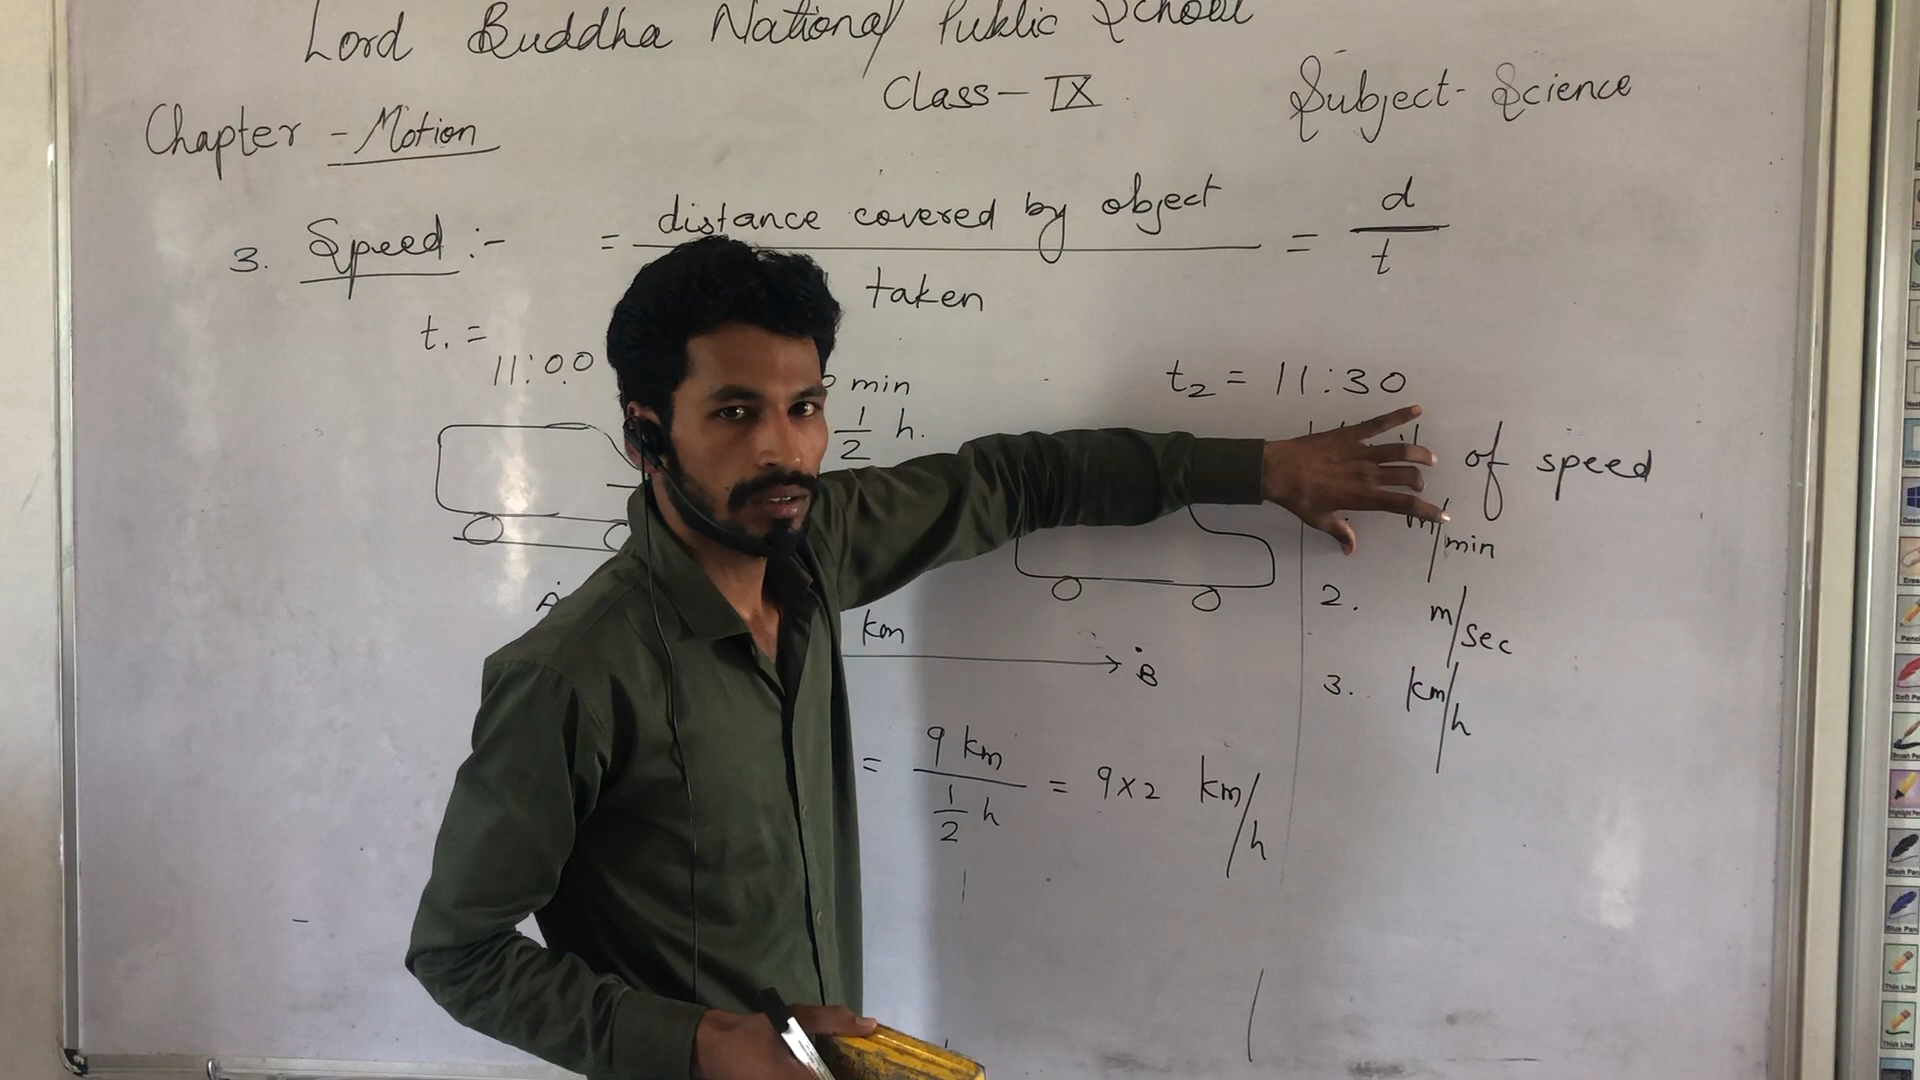 Lord Buddha National Public School
Class - IX
Subject - Science
Chapter - Motion
3. Speed :- = distance covered by object / taken = d / t
t1 =
11:00
min
1/2 h.
t2 = 11:30
of speed
m/min
2. m/sec
3. km/h
A
km
B
= 9 km / 1/2 h = 9x2 km/h